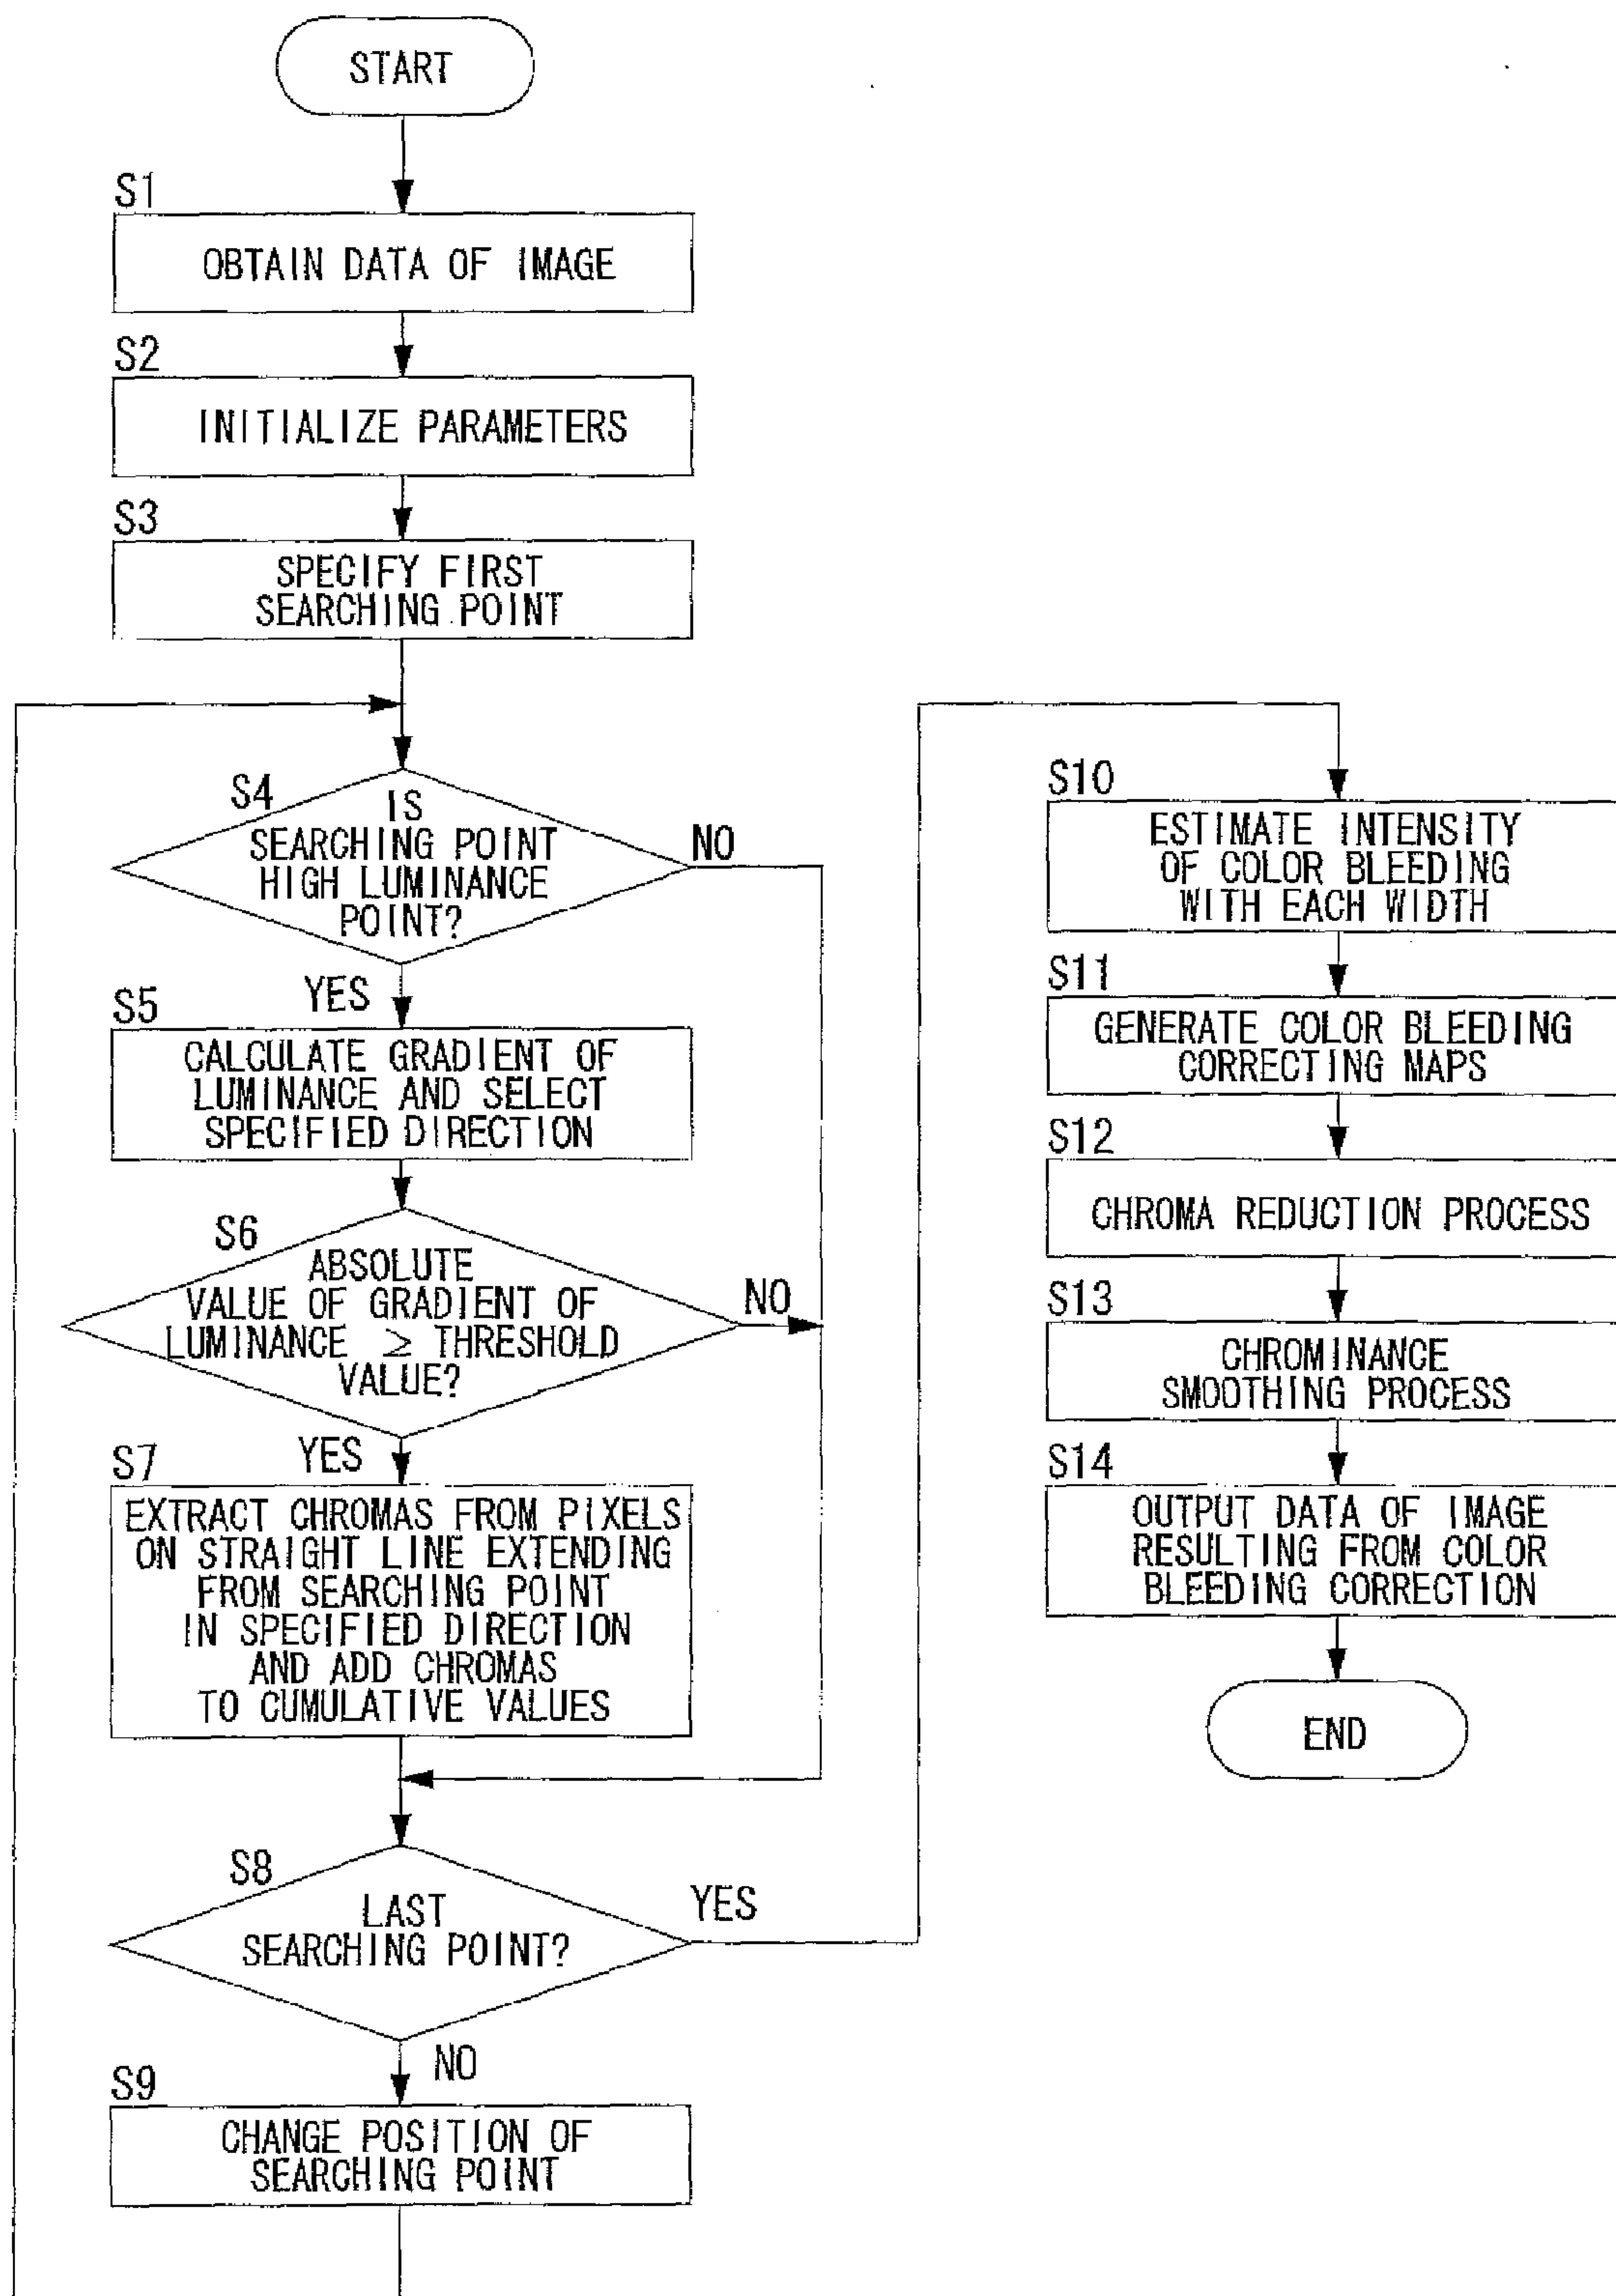 START
S1
OBTAIN DATA OF IMAGE
S2
INITIALIZE PARAMETERS
S3
SPECIFY FIRST
SEARCHING POINT
S4
IS
SEARCHING POINT
HIGH LUMINANCE
POINT?
NO
YES
S5
CALCULATE GRADIENT OF
LUMINANCE AND SELECT
SPECIFIED DIRECTION
S6
ABSOLUTE
VALUE OF GRADIENT OF
LUMINANCE ≥ THRESHOLD
VALUE?
NO
YES
S7
EXTRACT CHROMAS FROM PIXELS
ON STRAIGHT LINE EXTENDING
FROM SEARCHING POINT
IN SPECIFIED DIRECTION
AND ADD CHROMAS
TO CUMULATIVE VALUES
S8
LAST
SEARCHING POINT?
YES
NO
S9
CHANGE POSITION OF
SEARCHING POINT
S10
ESTIMATE INTENSITY
OF COLOR BLEEDING
WITH EACH WIDTH
S11
GENERATE COLOR BLEEDING
CORRECTING MAPS
S12
CHROMA REDUCTION PROCESS
S13
CHROMINANCE
SMOOTHING PROCESS
S14
OUTPUT DATA OF IMAGE
RESULTING FROM COLOR
BLEEDING CORRECTION
END